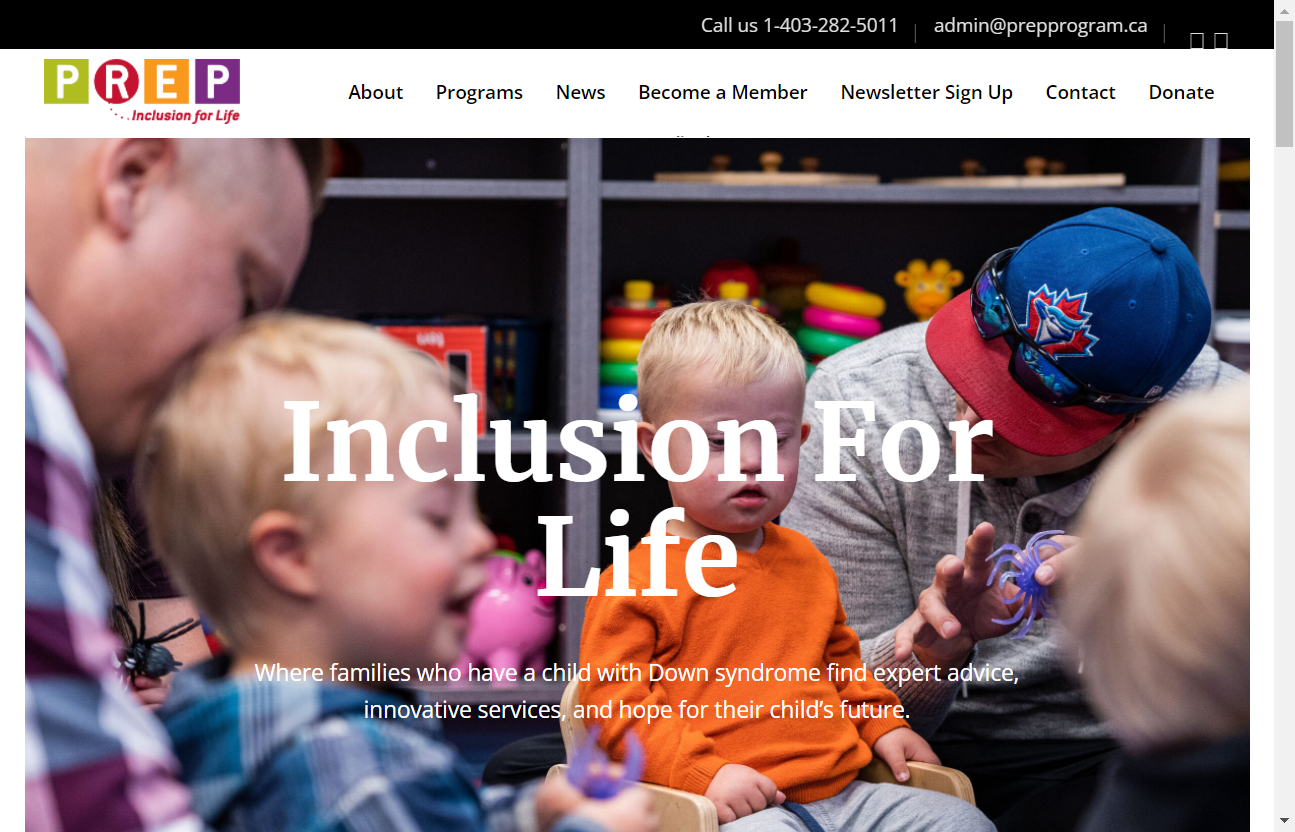 Call us 1-403-282-5011
admin@prepprogram.ca
PREP
Inclusion for Life
About Programs News Become a Member Newsletter Sign Up Contact Donate
Inclusion For
Life
Where families who have a child with Down syndrome find expert advice,
innovative services, and hope for their child’s future.